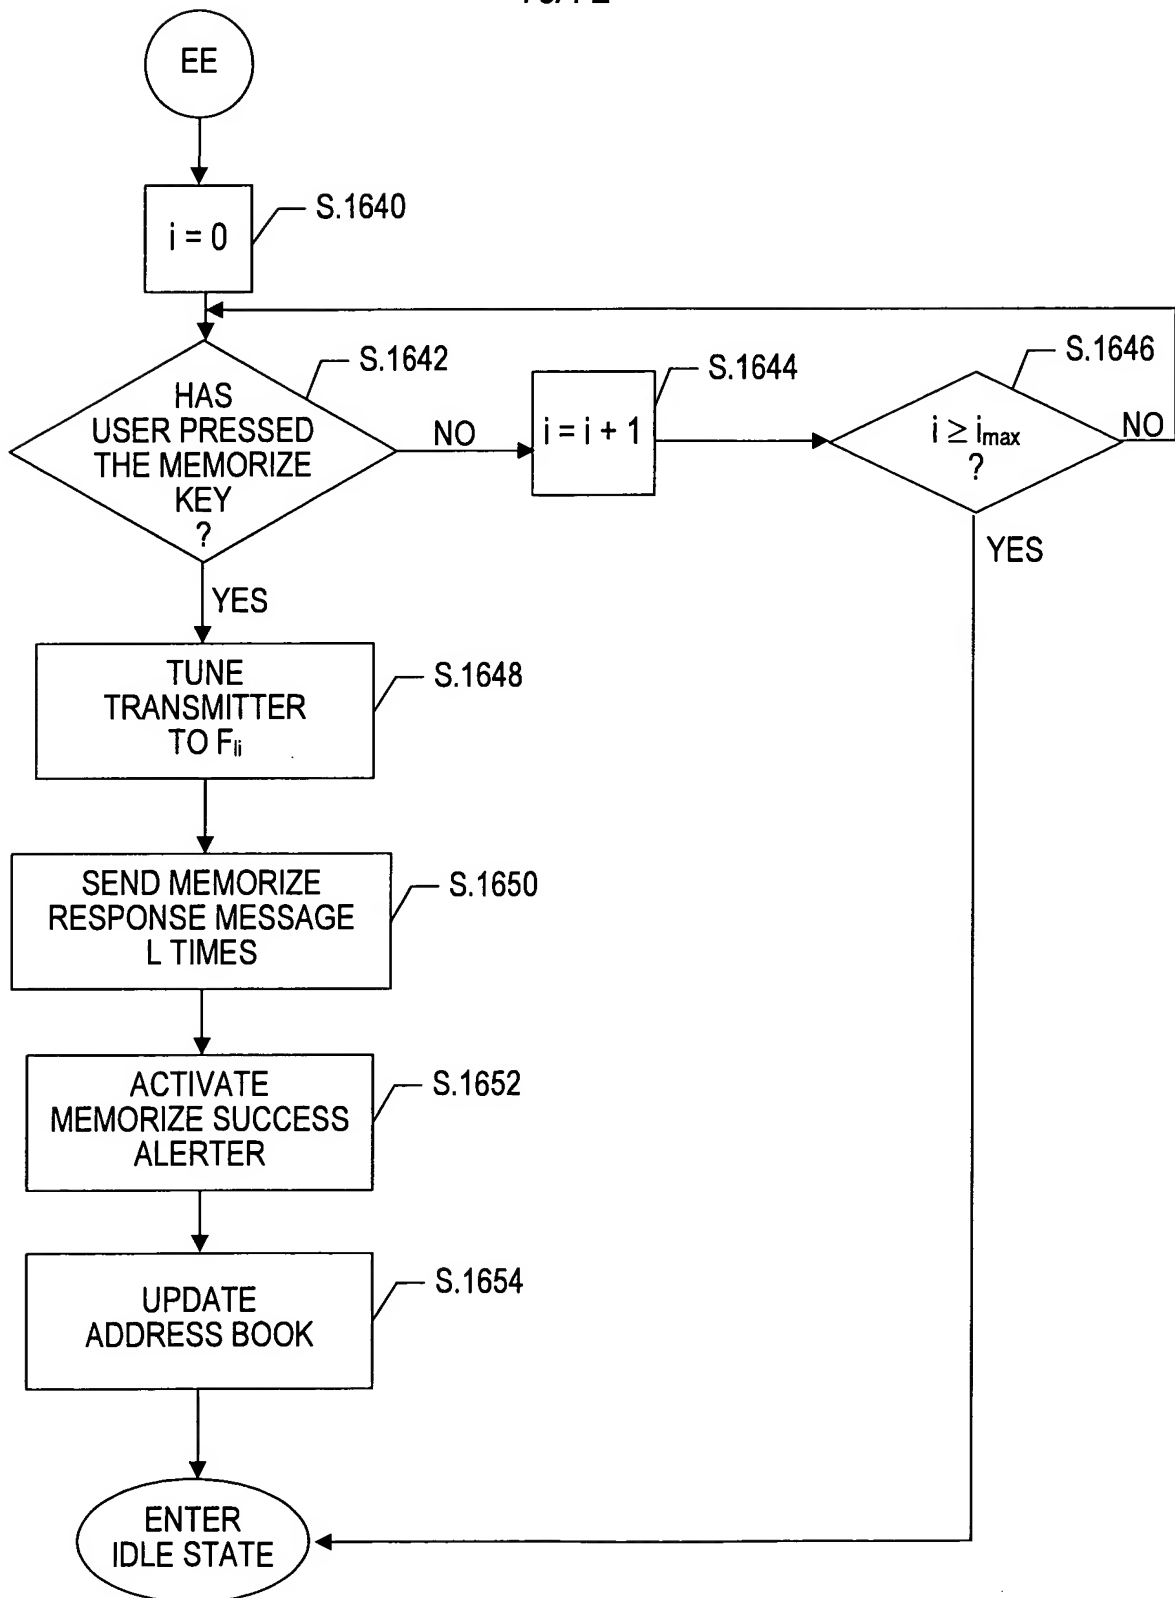 EE
i = 0
S.1640
HAS
USER PRESSED
THE MEMORIZE
KEY
?
S.1642
NO
i = i + 1
S.1644
i ≥ imax
?
S.1646
NO
YES
YES
TUNE
TRANSMITTER
TO Fli
S.1648
SEND MEMORIZE
RESPONSE MESSAGE
L TIMES
S.1650
ACTIVATE
MEMORIZE SUCCESS
ALERTER
S.1652
UPDATE
ADDRESS BOOK
S.1654
ENTER
IDLE STATE